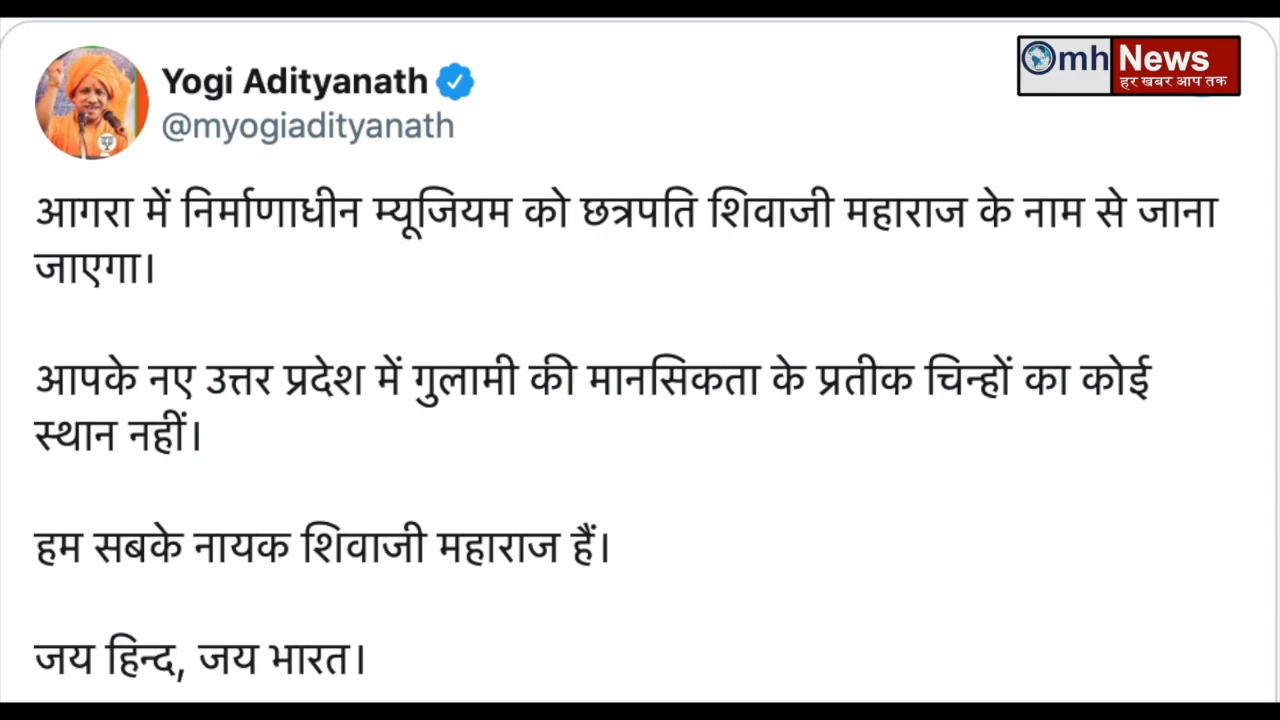 Yogi Adityanath
@myogiadityanath
mh News
हर खबर आप तक
आगरा में निर्माणाधीन म्यूजियम को छत्रपति शिवाजी महाराज के नाम से जाना
जाएगा।
आपके नए उत्तर प्रदेश में गुलामी की मानसिकता के प्रतीक चिन्हों का कोई
स्थान नहीं।
हम सबके नायक शिवाजी महाराज हैं।
जय हिन्द, जय भारत।